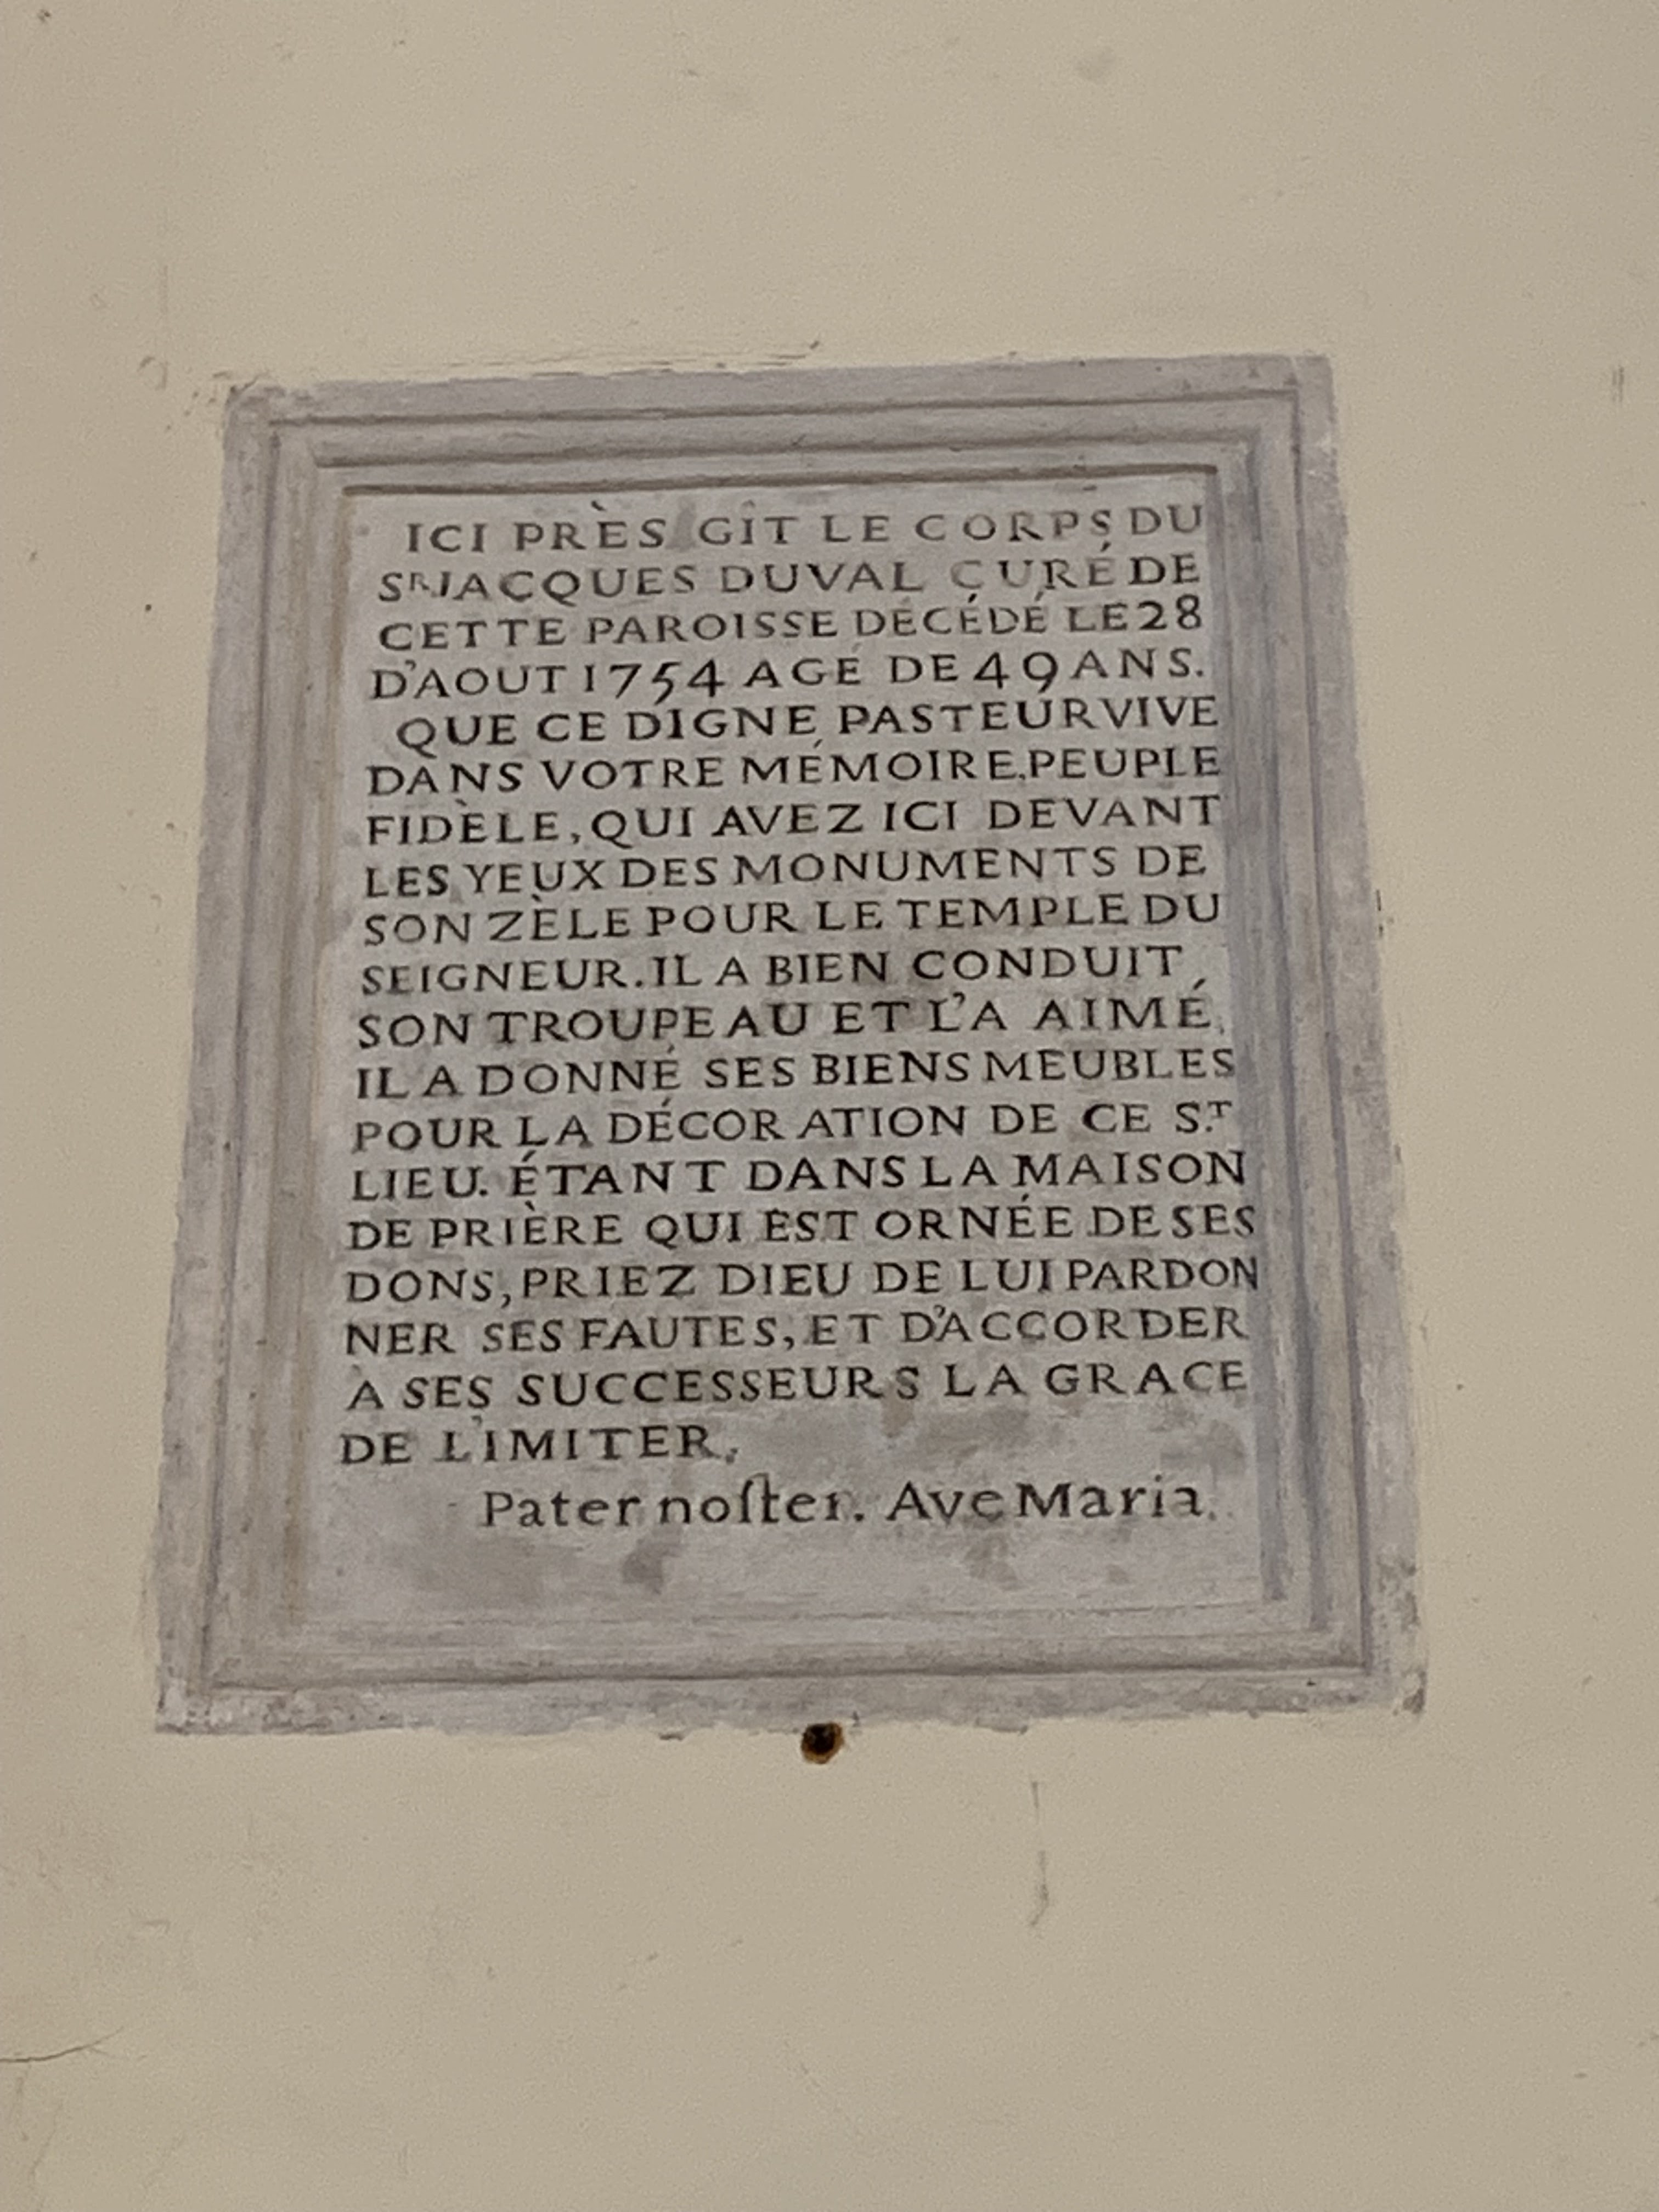 ICI PRÈS GÎT LE CORPS DU
SR JACQUES DUVAL CURÉ DE
CETTE PAROISSE DÉCÉDÉ LE 28
D'AOUT 1754 AGÉ DE 49 ANS.
QUE CE DIGNE PASTEUR VIVE
DANS VOTRE MÉMOIRE, PEUPLE
FIDÈLE, QUI AVEZ ICI DEVANT
LES YEUX DES MONUMENTS DE
SON ZÈLE POUR LE TEMPLE DU
SEIGNEUR. IL A BIEN CONDUIT
SON TROUPEAU ET L'A AIMÉ,
IL A DONNÉ SES BIENS MEUBLES
POUR LA DÉCORATION DE CE S.T
LIEU. ÉTANT DANS LA MAISON
DE PRIÈRE QUI EST ORNÉE DE SES
DONS, PRIEZ DIEU DE LUI PARDON
NER SES FAUTES, ET D'ACCORDER
À SES SUCCESSEURS LA GRACE
DE L'IMITER.
Pater noſter. Ave Maria.